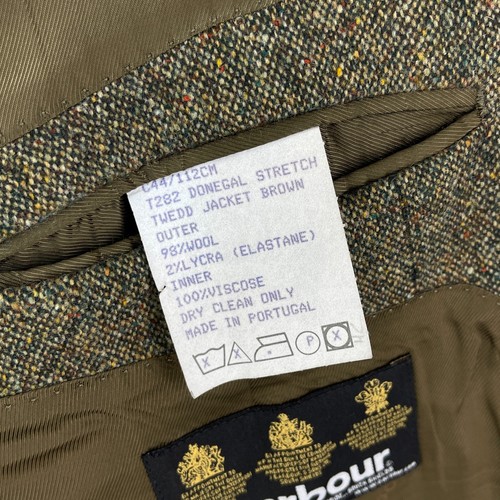 C44/112CM
T282 DONEGAL STRETCH
TWEDD JACKET BROWN
OUTER
98%WOOL
2%LYCRA (ELASTANE)
INNER
100%VISCOSE
DRY CLEAN ONLY
MADE IN PORTUGAL
P
rbour